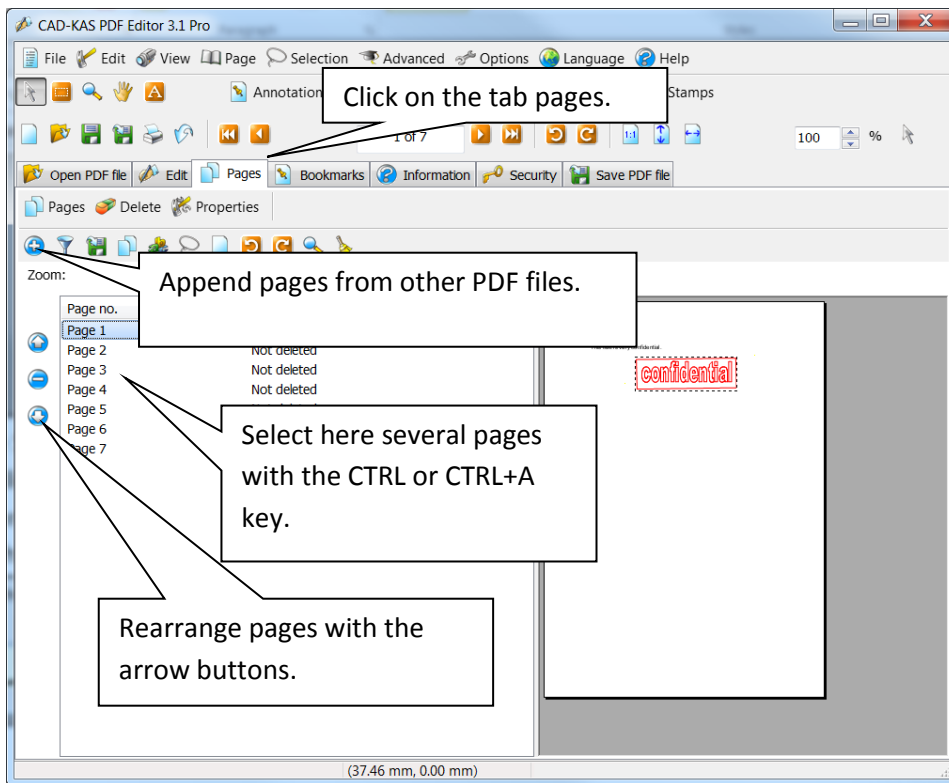 CAD-KAS PDF Editor 3.1 Pro
File Edit View Page Selection Advanced Options Language Help
Annotation Stamps
Click on the tab pages.
1 of 7 1:1 100 %
Open PDF file Edit Pages Bookmarks Information Security Save PDF file
Pages Delete Properties
Zoom:
Append pages from other PDF files.
Page no.
Page 1
Page 2 Not deleted
Page 3 Not deleted
Page 4 Not deleted
Page 5
Page 6
Page 7
confidential
Select here several pages
with the CTRL or CTRL+A
key.
Rearrange pages with the
arrow buttons.
(37.46 mm, 0.00 mm)